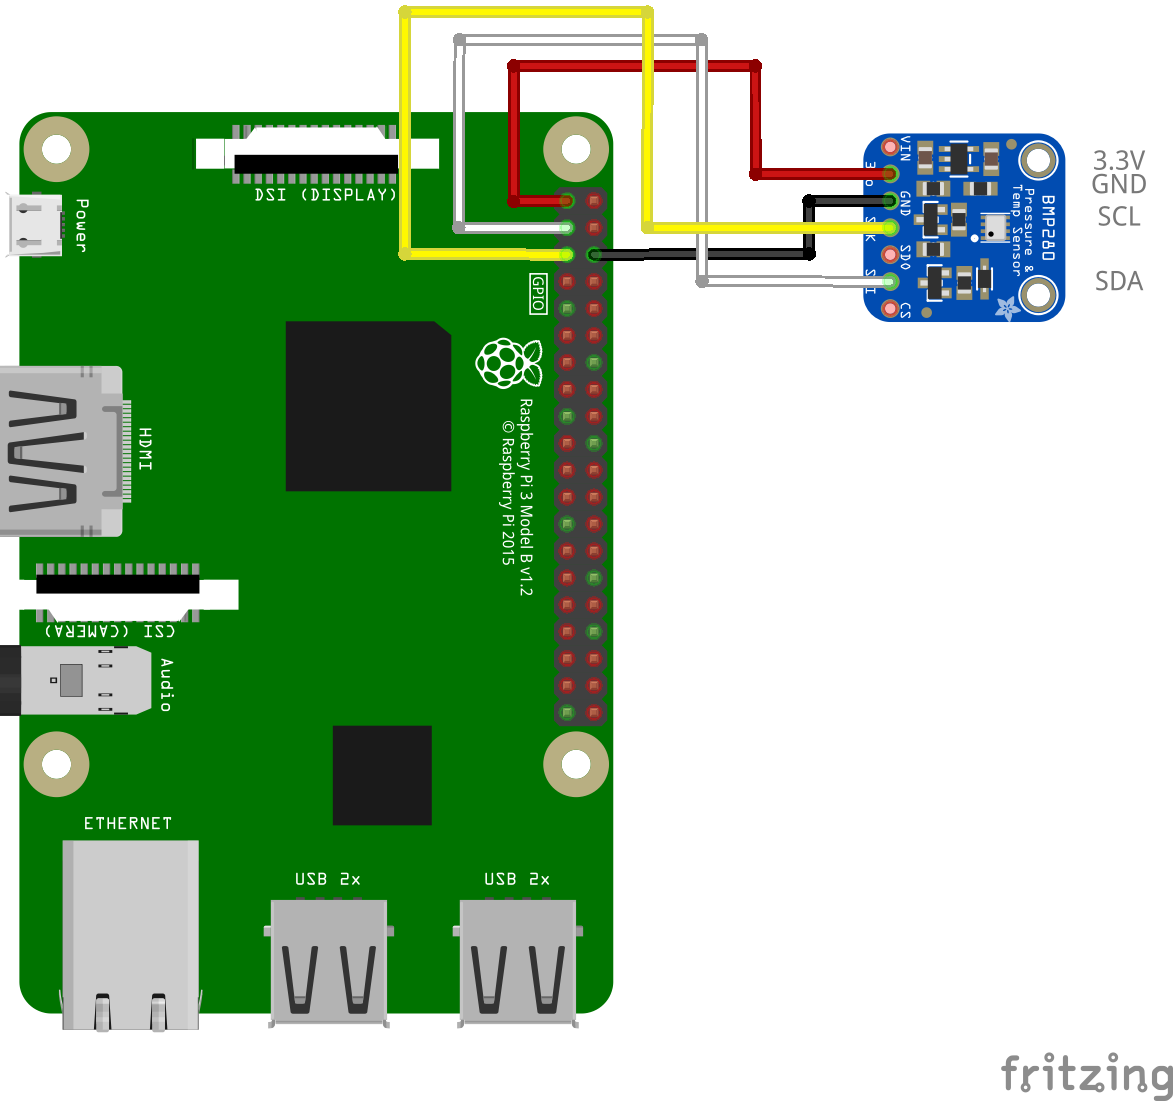 DSI (DISPLAY)
Power
GPIO
HDMI
Raspberry Pi 3 Model B v1.2
© Raspberry Pi 2015
CSI (CAMERA)
Audio
ETHERNET
USB 2x
USB 2x
VIN
3Vo
GND
SCK
SDO
SDI
CS
BMP280
Pressure &
Temp Sensor
3.3V
GND
SCL
SDA
fritzing